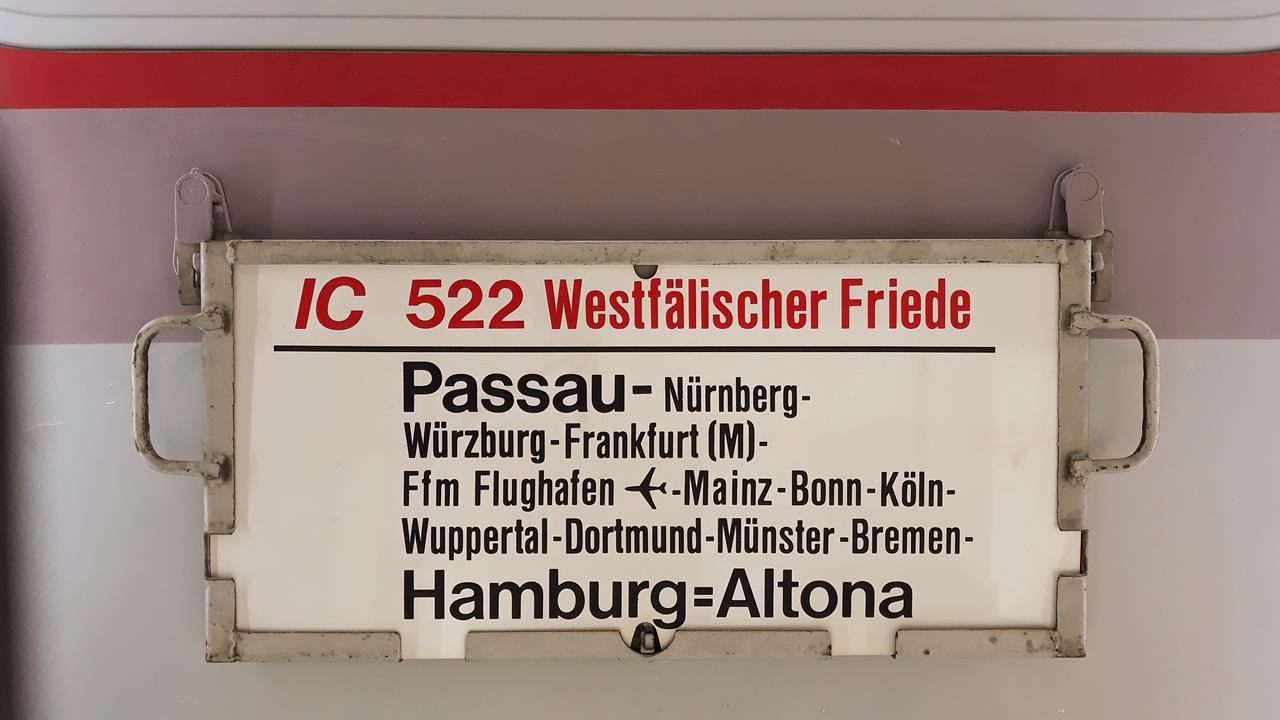 IC 522 Westfälischer Friede
Passau- Nürnberg-
Würzburg-Frankfurt (M)-
Ffm Flughafen ✈-Mainz-Bonn-Köln-
Wuppertal-Dortmund-Münster-Bremen-
Hamburg=Altona